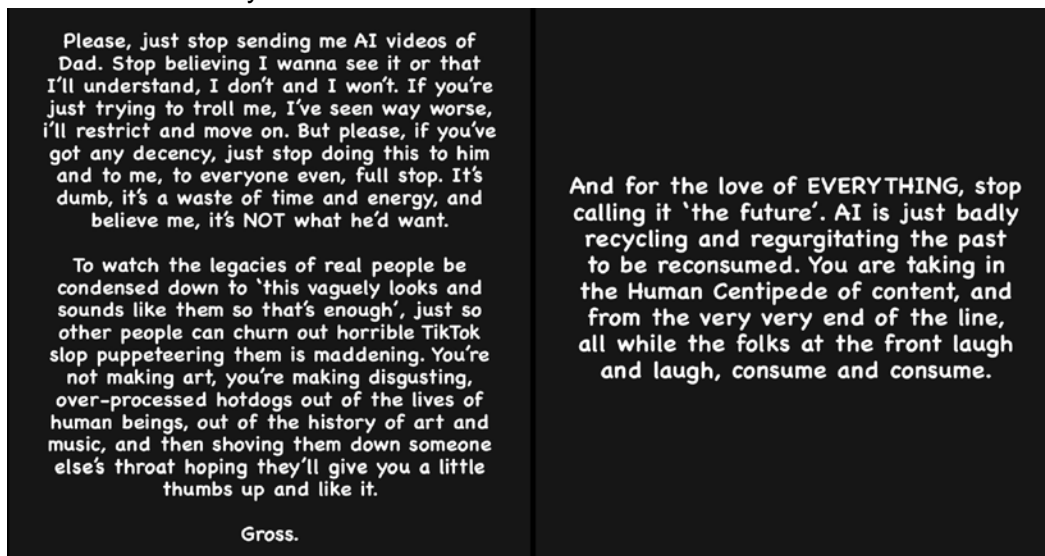 Please, just stop sending me AI videos of
Dad. Stop believing I wanna see it or that
I'll understand, I don't and I won't. If you're
just trying to troll me, I've seen way worse,
i'll restrict and move on. But please, if you've
got any decency, just stop doing this to him
and to me, to everyone even, full stop. It's
dumb, it's a waste of time and energy, and
believe me, it's NOT what he'd want.
To watch the legacies of real people be
condensed down to 'this vaguely looks and
sounds like them so that's enough', just so
other people can churn out horrible TikTok
slop puppeteering them is maddening. You're
not making art, you're making disgusting,
over-processed hotdogs out of the lives of
human beings, out of the history of art and
music, and then shoving them down someone
else's throat hoping they'll give you a little
thumbs up and like it.
Gross.
And for the love of EVERYTHING, stop
calling it 'the future'. AI is just badly
recycling and regurgitating the past
to be reconsumed. You are taking in
the Human Centipede of content, and
from the very very end of the line,
all while the folks at the front laugh
and laugh, consume and consume.